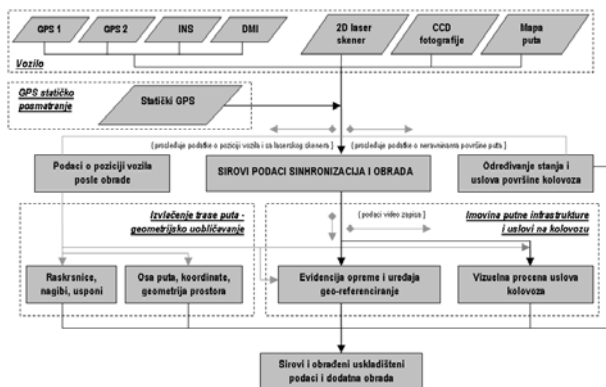 GPS 1
GPS 2
INS
DMI
2D laser
skener
CCD
fotografije
Mapa
puta
Vozilo
GPS statičko
posmatranje
Statički GPS
[ prosleđuje podatke o poziciji vozila i sa laserskog skenera ]
[ prosleđuje podatke o neravninama površine puta ]
Podaci o poziciji vozila
posle obrade
SIROVI PODACI SINHRONIZACIJA I OBRADA
Određivanje stanja i
uslova površine kolovoza
Izvlačenje trase puta -
geometrijsko uobličavanje
[ podaci video zapisa ]
Imovina putne infrastrukture
i uslovi na kolovozu
Raskrsnice,
nagibi, usponi
Osa puta, koordinate,
geometrija prostora
Evidencija opreme i uređaja
geo-referenciranje
Vizuelna procena uslova
kolovoza
Sirovi i obrađeni uskladišteni
podaci i dodatna obrada